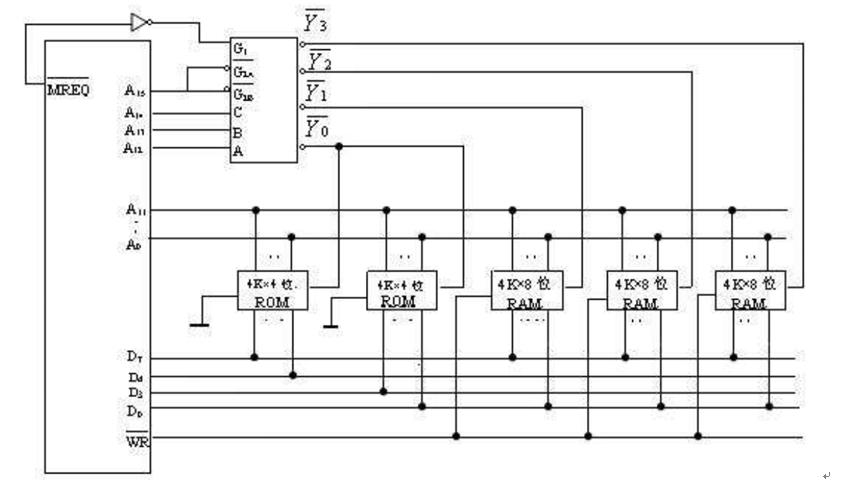 Y3
G1
Y2
G2A
MREQ
A15
G2B
Y1
A14
C
A13
B
Y0
A12
A
A11
A0
4K×4位
ROM
4K×4位
ROM
4K×8位
RAM
4K×8位
RAM
4K×8位
RAM
D7
D4
D3
D0
WR